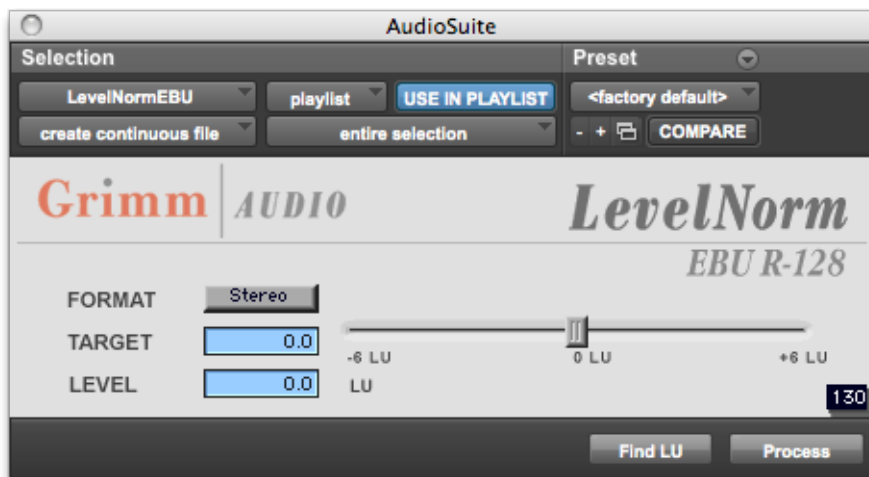 AudioSuite
Selection Preset
LevelNormEBU playlist USE IN PLAYLIST <factory default>
create continuous file entire selection - + COMPARE
Grimm AUDIO LevelNorm
EBU R-128
FORMAT Stereo
TARGET 0.0
-6 LU 0 LU +6 LU
LEVEL 0.0 LU
130
Find LU Process